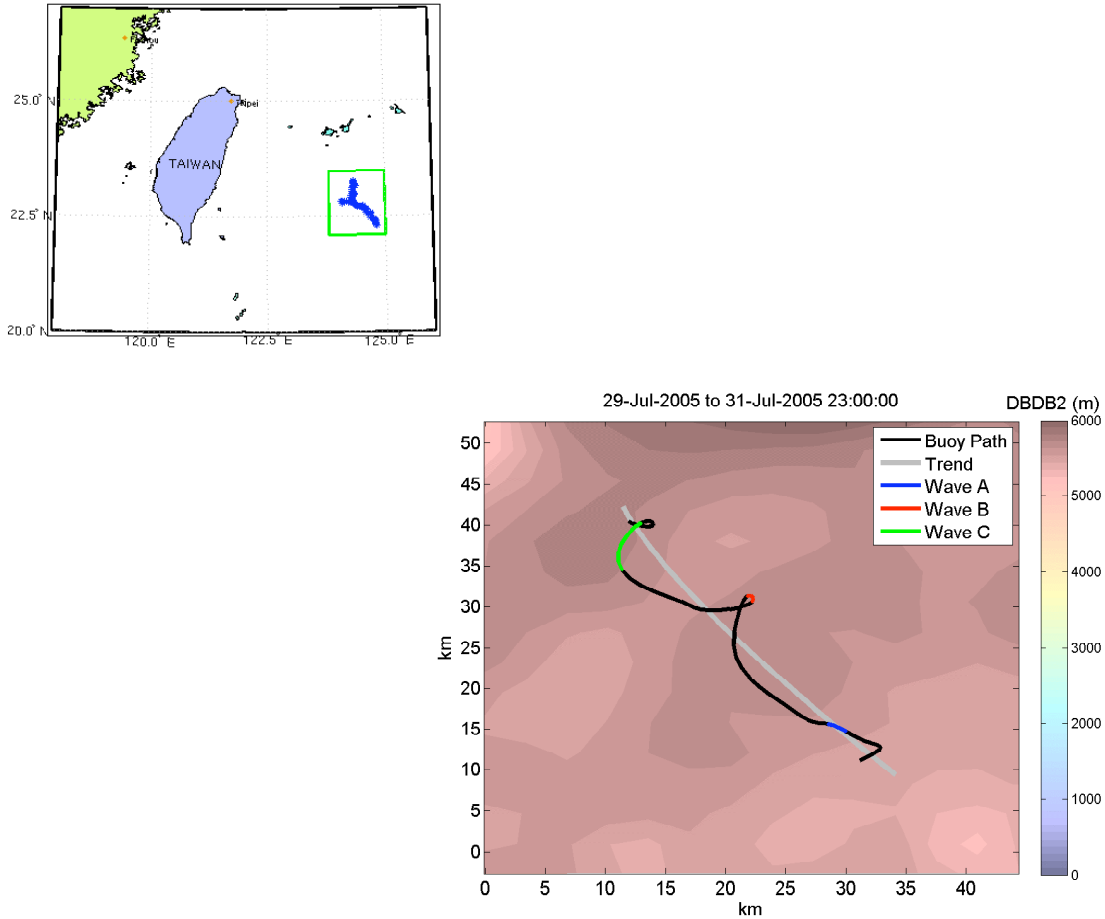 25.0° N
Taipei
TAIWAN
22.5° N
20.0° N
120.0° E
122.5° E
125.0° E
29-Jul-2005 to 31-Jul-2005 23:00:00
DBDB2 (m)
Buoy Path
Trend
Wave A
Wave B
Wave C
50
45
40
35
30
25
20
15
10
5
0
km
0 5 10 15 20 25 30 35 40
km
6000
5000
4000
3000
2000
1000
0